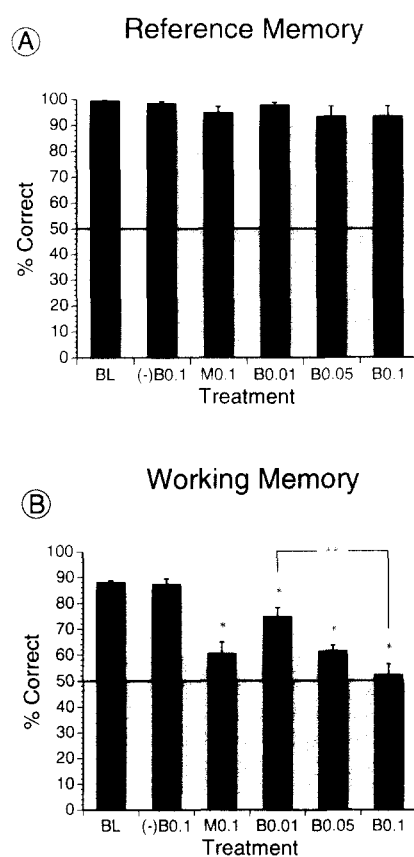 A
Reference Memory
100
90
80
70
60
50
40
30
20
10
0
% Correct
BL (-)B0.1 M0.1 B0.01 B0.05 B0.1
Treatment
B
Working Memory
100
90
80
70
60
50
40
30
20
10
0
% Correct
**
*
*
*
*
BL (-)B0.1 M0.1 B0.01 B0.05 B0.1
Treatment